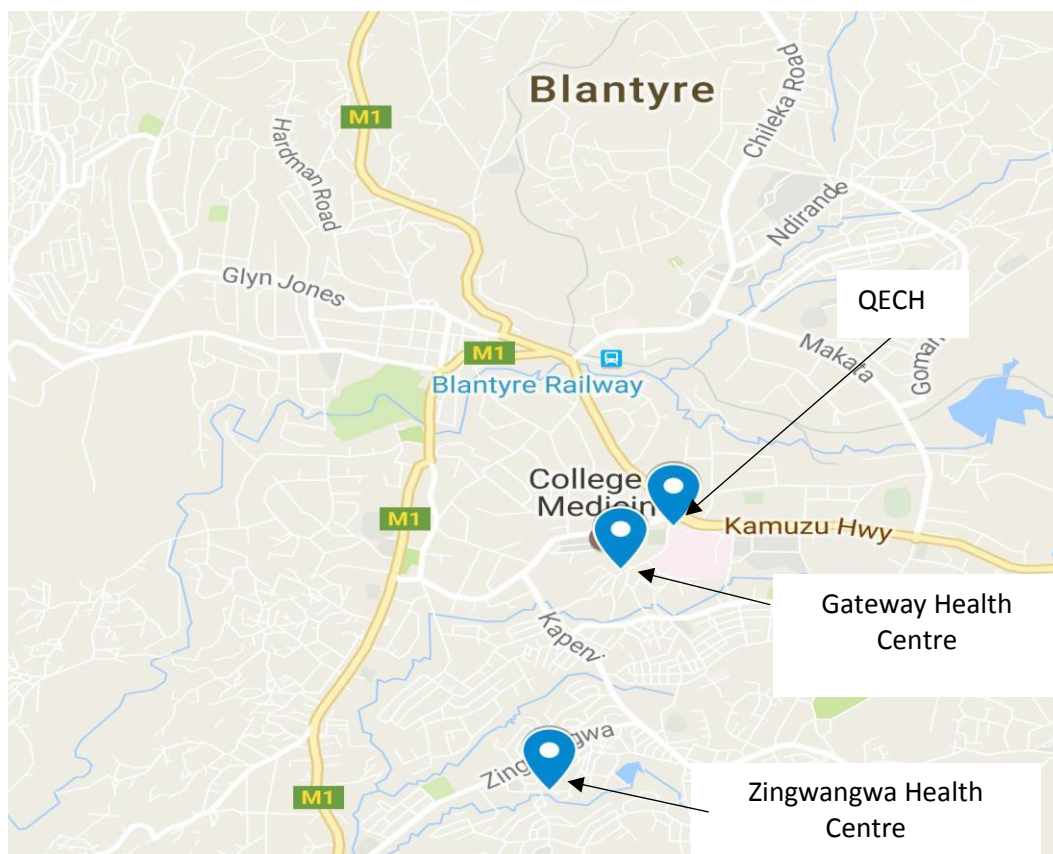 Blantyre
Chileka Road
M1
Hardman Road
Ndirande
Glyn Jones
QECH
M1
Makata
Blantyre Railway
College
M1
Kamuzu Hwy
Gateway Health
Centre
Kapeni
Zingwangwa Health
Centre
M1